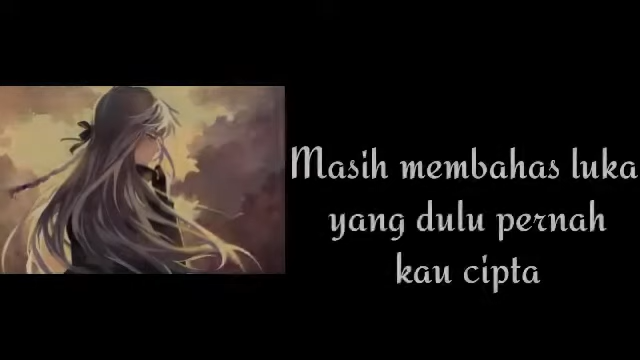 Masih membahas luka
yang dulu pernah
kau cipta